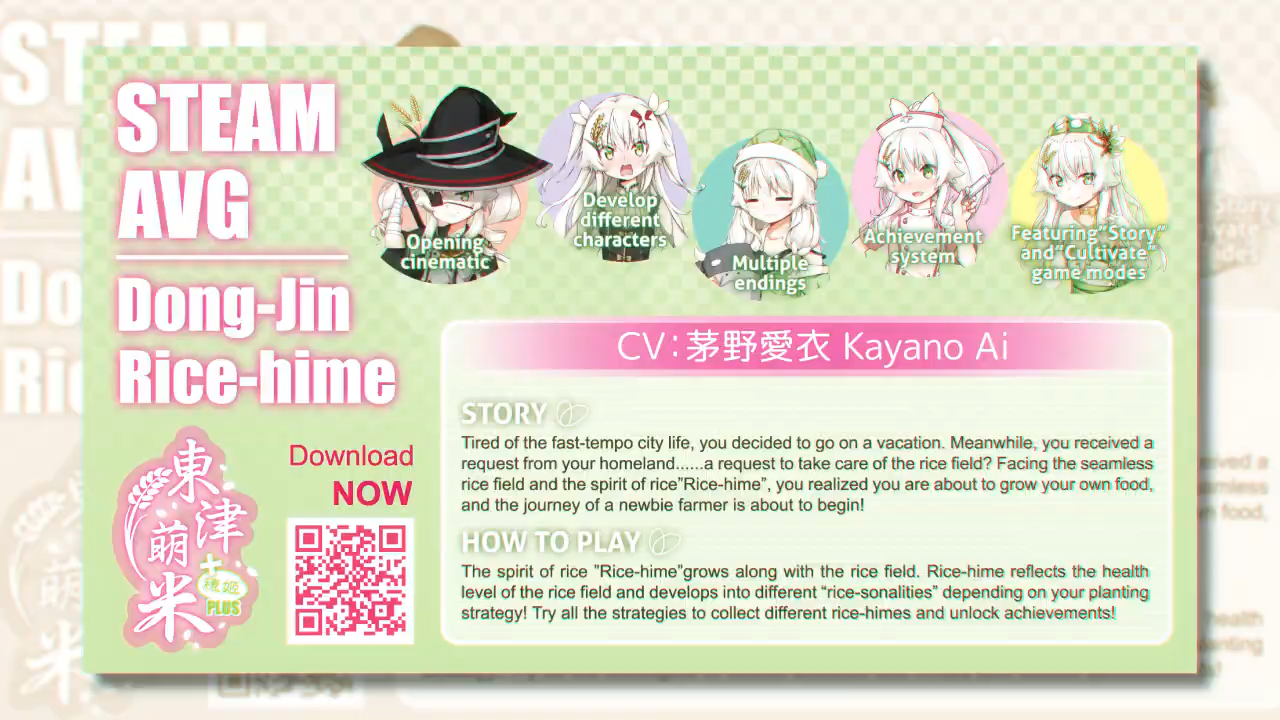 STEAM
AVG
Dong-Jin
Rice-hime
東津
萌米
穂姬
PLUS
Download
NOW
Opening
cinematic
Develop
different
characters
Multiple
endings
Achievement
system
Featuring"Story"
and"Cultivate"
game modes
CV:茅野愛衣 Kayano Ai
STORY
Tired of the fast-tempo city life, you decided to go on a vacation. Meanwhile, you received a
request from your homeland......a request to take care of the rice field? Facing the seamless
rice field and the spirit of rice"Rice-hime", you realized you are about to grow your own food,
and the journey of a newbie farmer is about to begin!
HOW TO PLAY
The spirit of rice "Rice-hime"grows along with the rice field. Rice-hime reflects the health
level of the rice field and develops into different “rice-sonalities” depending on your planting
strategy! Try all the strategies to collect different rice-himes and unlock achievements!